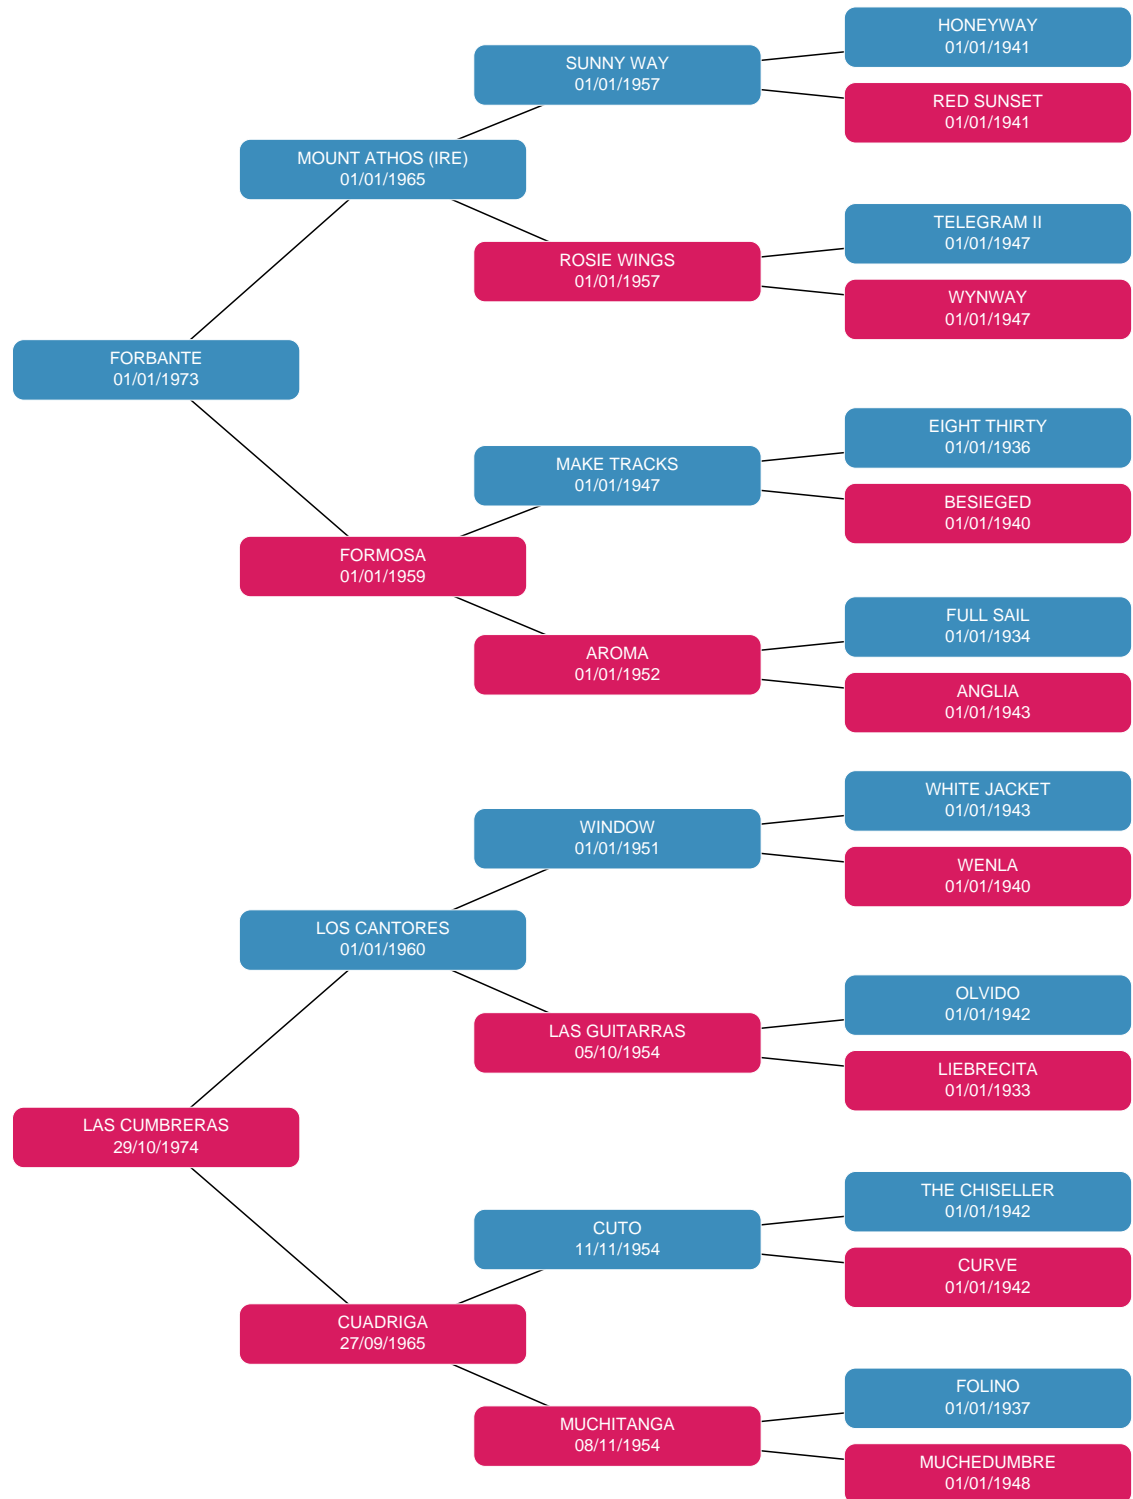 HONEYWAY
01/01/1941
SUNNY WAY
01/01/1957
RED SUNSET
01/01/1941
MOUNT ATHOS (IRE)
01/01/1965
TELEGRAM II
01/01/1947
ROSIE WINGS
01/01/1957
WYNWAY
01/01/1947
FORBANTE
01/01/1973
EIGHT THIRTY
01/01/1936
MAKE TRACKS
01/01/1947
BESIEGED
01/01/1940
FORMOSA
01/01/1959
FULL SAIL
01/01/1934
AROMA
01/01/1952
ANGLIA
01/01/1943
WHITE JACKET
01/01/1943
WINDOW
01/01/1951
WENLA
01/01/1940
LOS CANTORES
01/01/1960
OLVIDO
01/01/1942
LAS GUITARRAS
05/10/1954
LIEBRECITA
01/01/1933
LAS CUMBRERAS
29/10/1974
THE CHISELLER
01/01/1942
CUTO
11/11/1954
CURVE
01/01/1942
CUADRIGA
27/09/1965
FOLINO
01/01/1937
MUCHITANGA
08/11/1954
MUCHEDUMBRE
01/01/1948